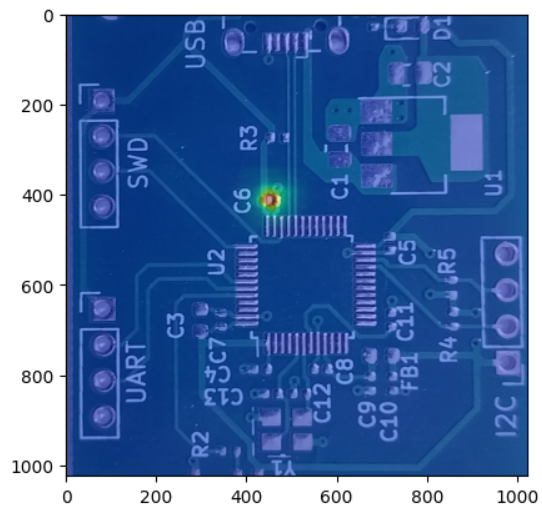 0
USB
D1
C2
200
R3
SWD
C1
U1
400
C6
U2
C5
R5
600
C3
C7
C11
R4
UART
C4
C8
FB1
800
C13
C12
C9
C10
I2C
R2
Y1
1000
0 200 400 600 800 1000